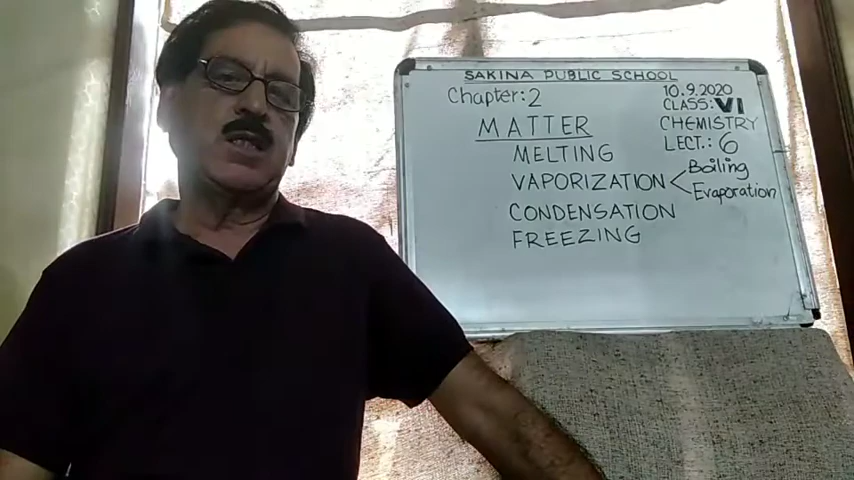 SAKINA PUBLIC SCHOOL
10.9.2020
Chapter:2
CLASS: VI
MATTER
CHEMISTRY
MELTING
LECT: 6
VAPORIZATION < Boiling
Evaporation
CONDENSATION
FREEZING